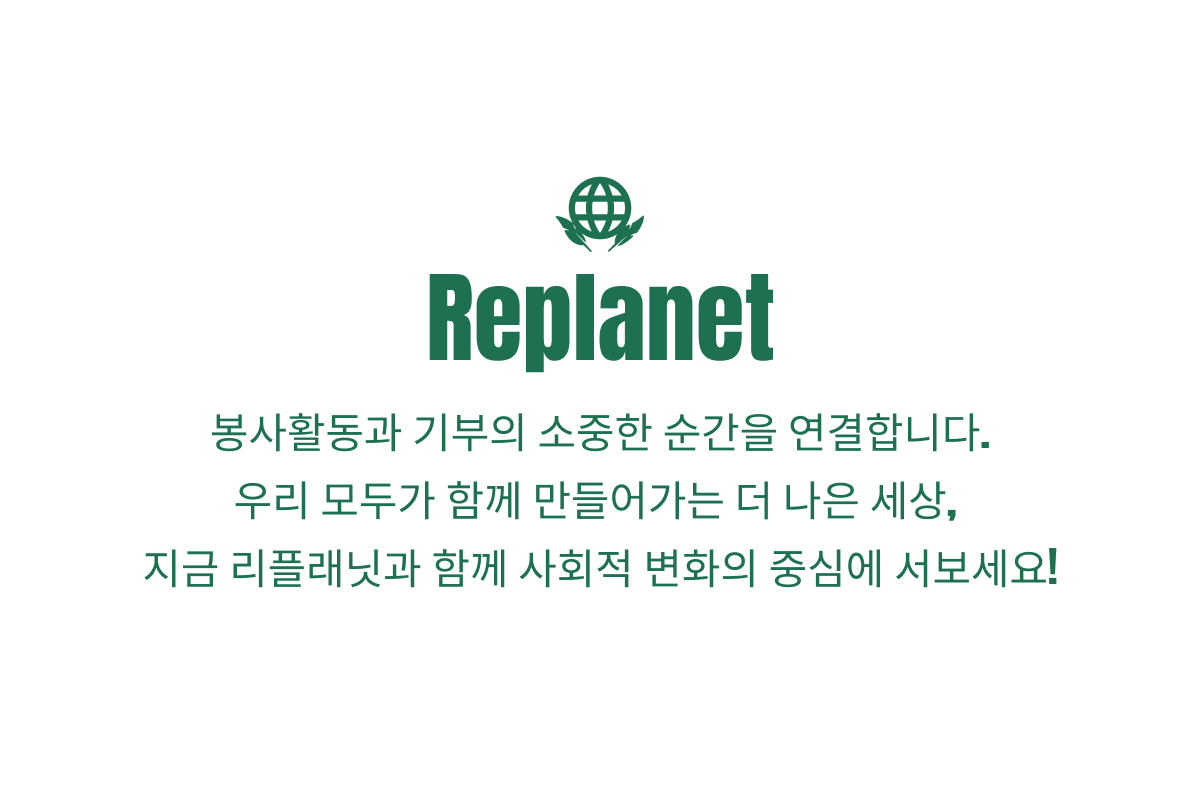 Replanet
봉사활동과 기부의 소중한 순간을 연결합니다.
우리 모두가 함께 만들어가는 더 나은 세상,
지금 리플래닛과 함께 사회적 변화의 중심에 서보세요!